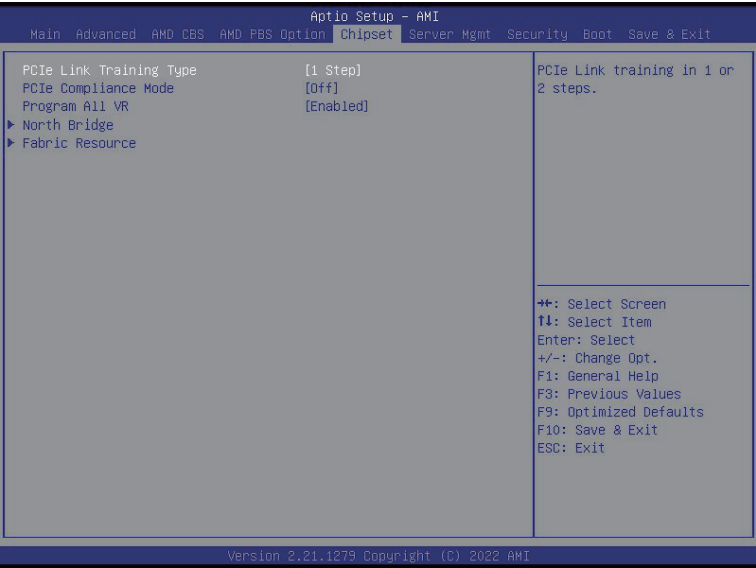 Aptio Setup – AMI
Main Advanced AMD CBS AMD PBS Option Chipset Server Mgmt Security Boot Save & Exit
PCIe Link Training Type [1 Step]
PCIe Compliance Mode [Off]
Program All VR [Enabled]
North Bridge
Fabric Resource
PCIe Link training in 1 or
2 steps.
→←: Select Screen
↑↓: Select Item
Enter: Select
+/-: Change Opt.
F1: General Help
F3: Previous Values
F9: Optimized Defaults
F10: Save & Exit
ESC: Exit
Version 2.21.1279 Copyright (C) 2022 AMI